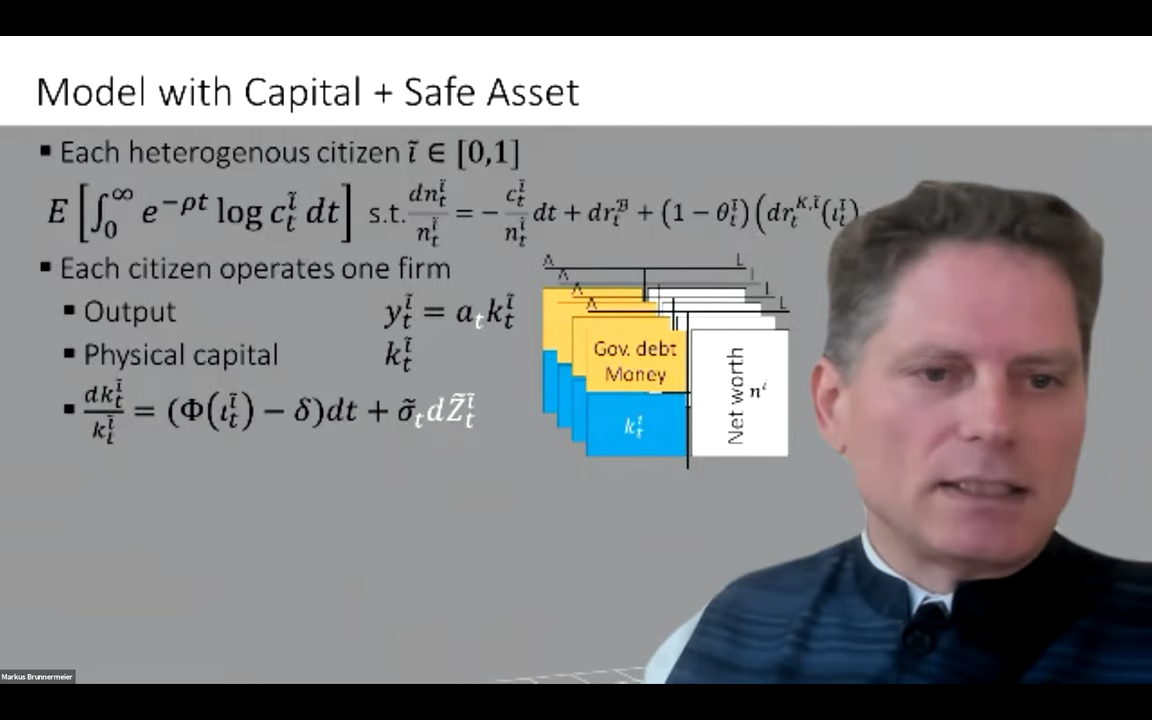 Model with Capital + Safe Asset
▪ Each heterogenous citizen ĩ ∈ [0,1]
E[∫₀^∞ e^{−ρt} log c_t^ĩ dt] s.t. dn_t^ĩ/n_t^ĩ = − c_t^ĩ/n_t^ĩ dt + dr_t^ℬ + (1 − θ_t^ĩ)(dr_t^{K,ĩ}(ι_t^ĩ)
▪ Each citizen operates one firm
▪ Output y_t^ĩ = a_t k_t^ĩ
▪ Physical capital k_t^ĩ
▪ dk_t^ĩ/k_t^ĩ = (Φ(ι_t^ĩ) − δ)dt + σ̃_t dZ̃_t^ĩ
A L
A L
A L
A L
Gov. debt
Money
k_t^ĩ
Net worth n^i
Markus Brunnermeier